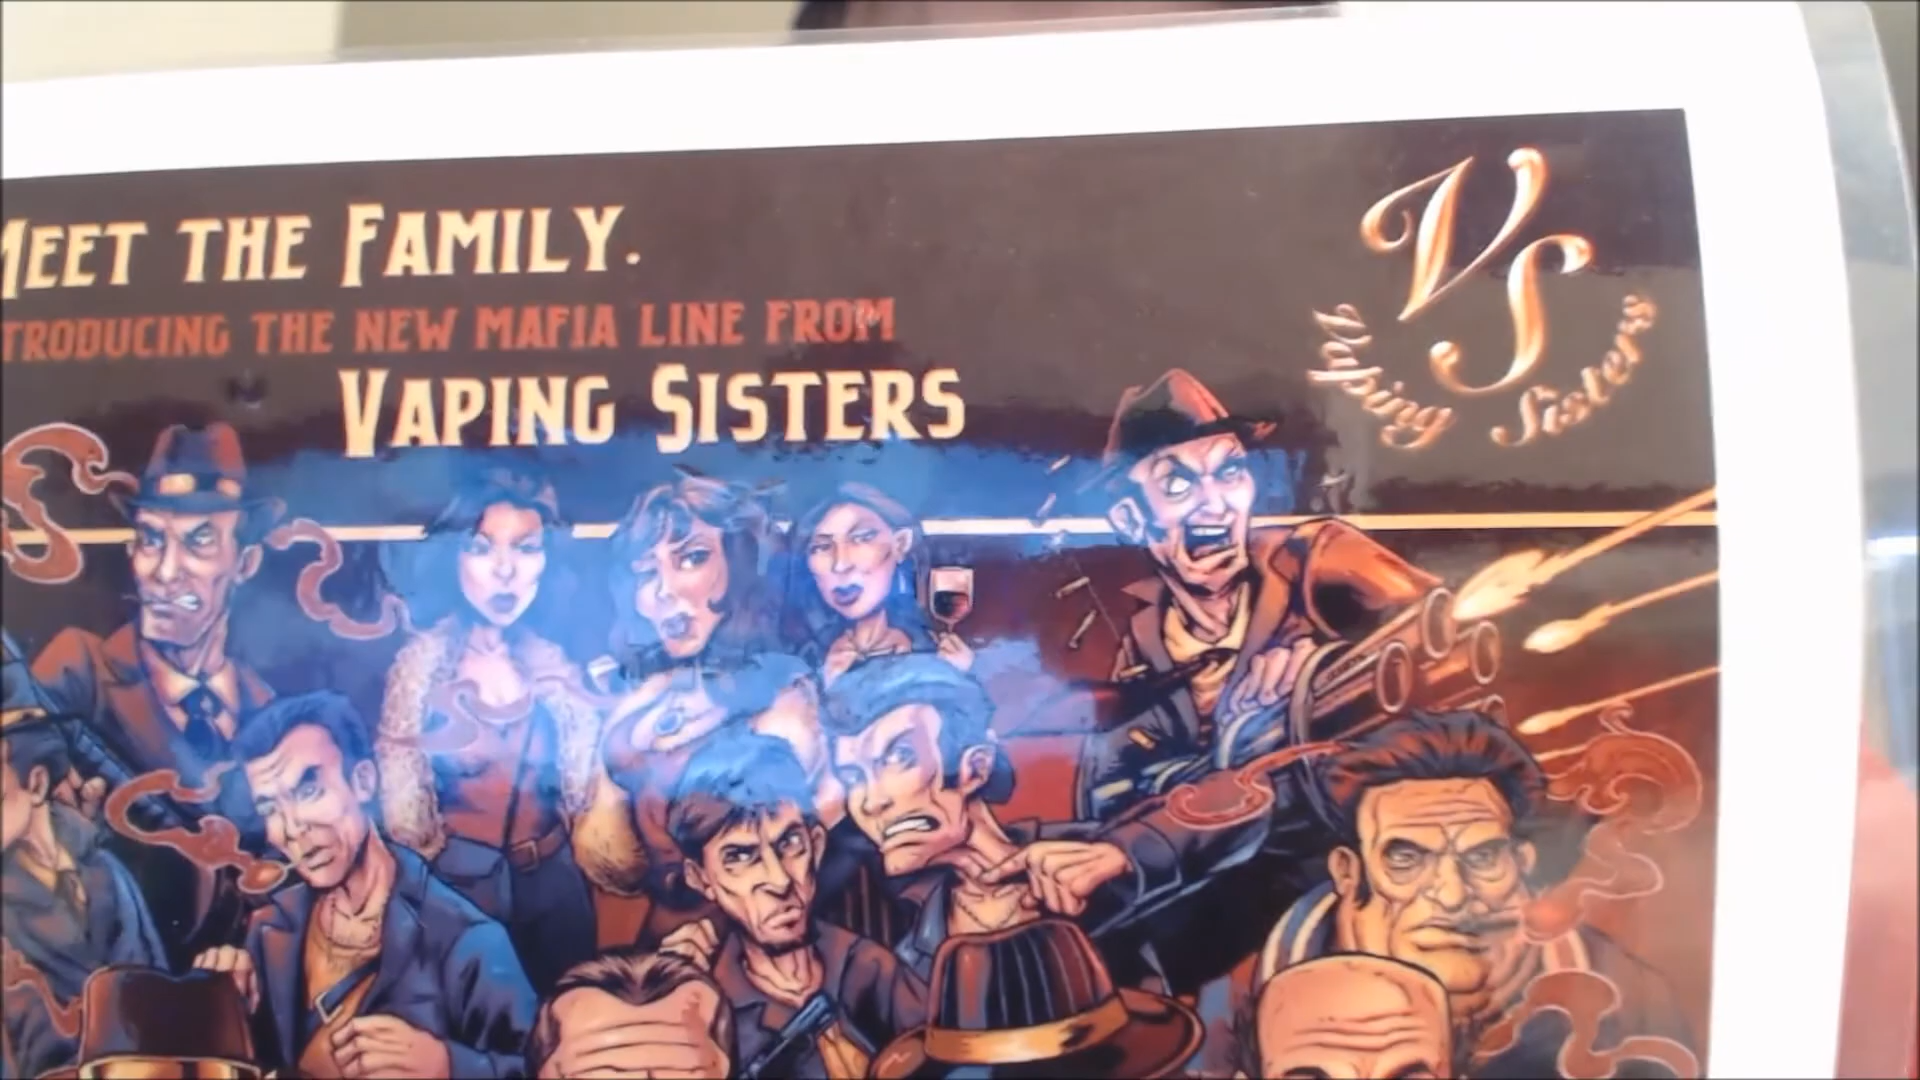 MEET THE FAMILY.
TRODUCING THE NEW MAFIA LINE FROM
VAPING SISTERS
VS
Vaping Sisters